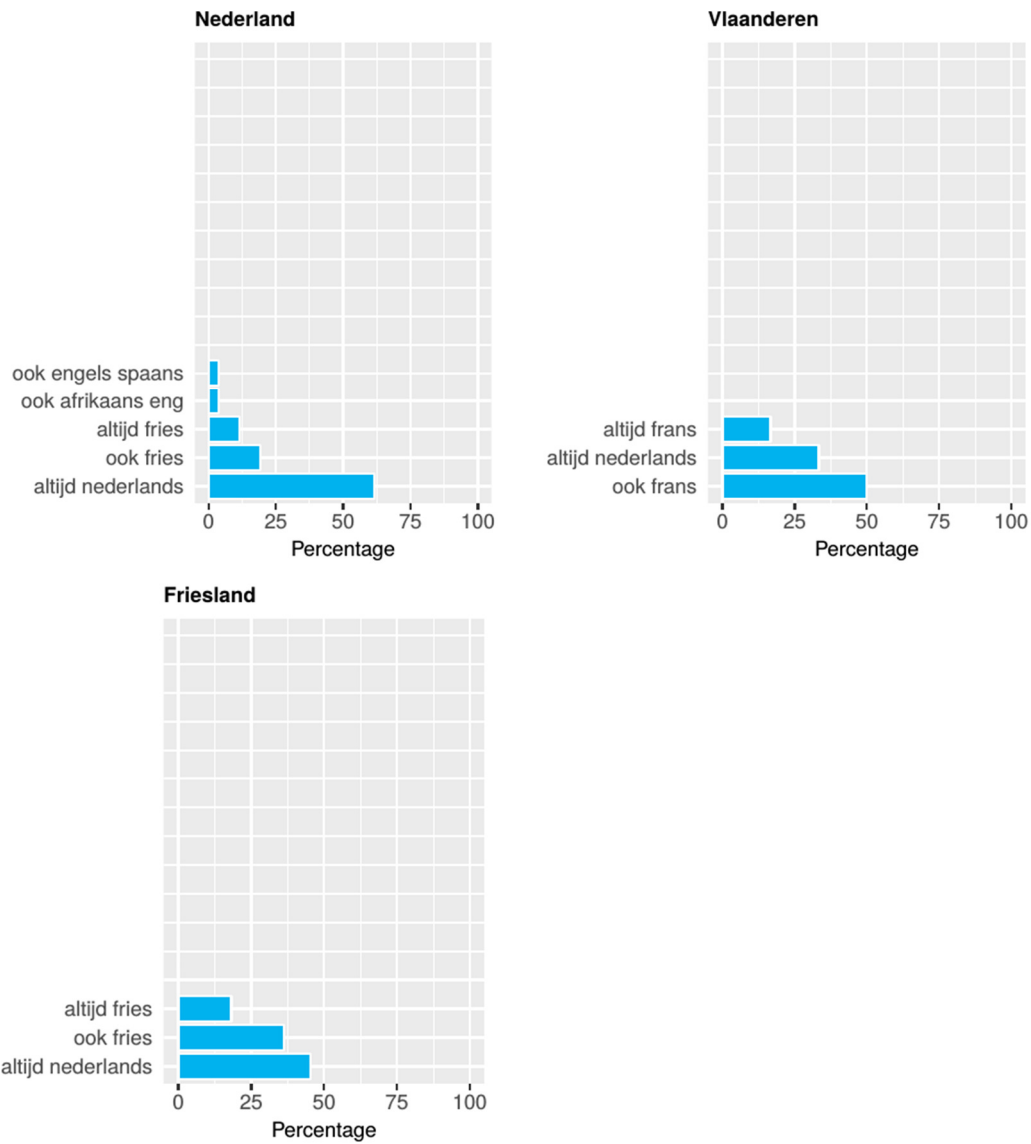 Nederland
ook engels spaans
ook afrikaans eng
altijd fries
ook fries
altijd nederlands
0 25 50 75 100
Percentage
Vlaanderen
altijd frans
altijd nederlands
ook frans
0 25 50 75 100
Percentage
Friesland
altijd fries
ook fries
altijd nederlands
0 25 50 75 100
Percentage